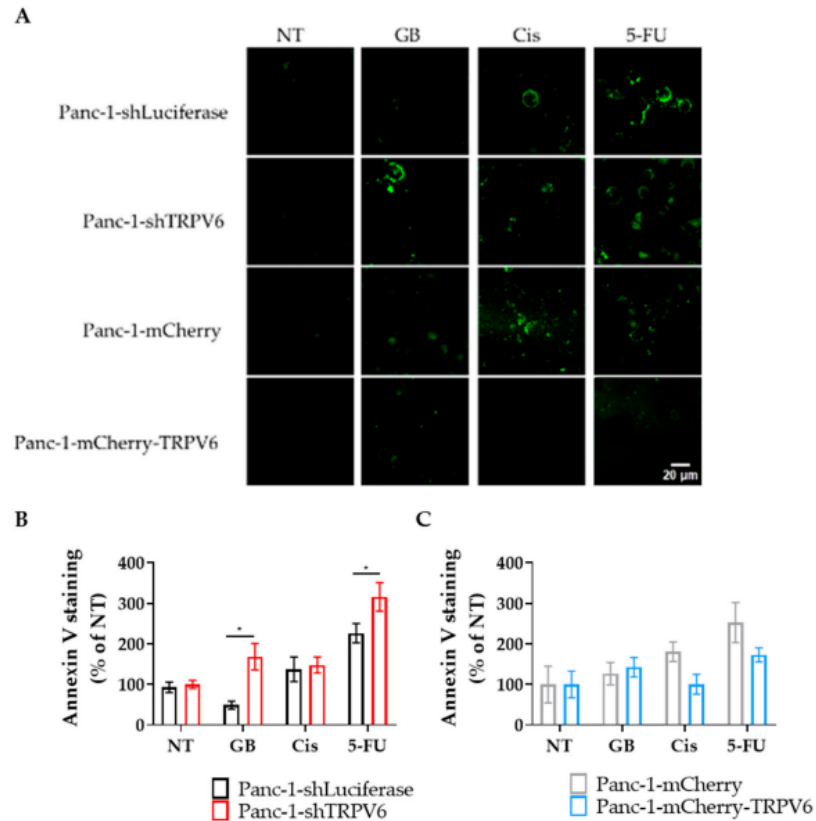 A
NT GB Cis 5-FU
Panc-1-shLuciferase
Panc-1-shTRPV6
Panc-1-mCherry
Panc-1-mCherry-TRPV6
20 µm
B
Annexin V staining
(% of NT)
400
300
200
100
0
*
*
NT GB Cis 5-FU
Panc-1-shLuciferase
Panc-1-shTRPV6
C
Annexin V staining
(% of NT)
400
300
200
100
0
NT GB Cis 5-FU
Panc-1-mCherry
Panc-1-mCherry-TRPV6